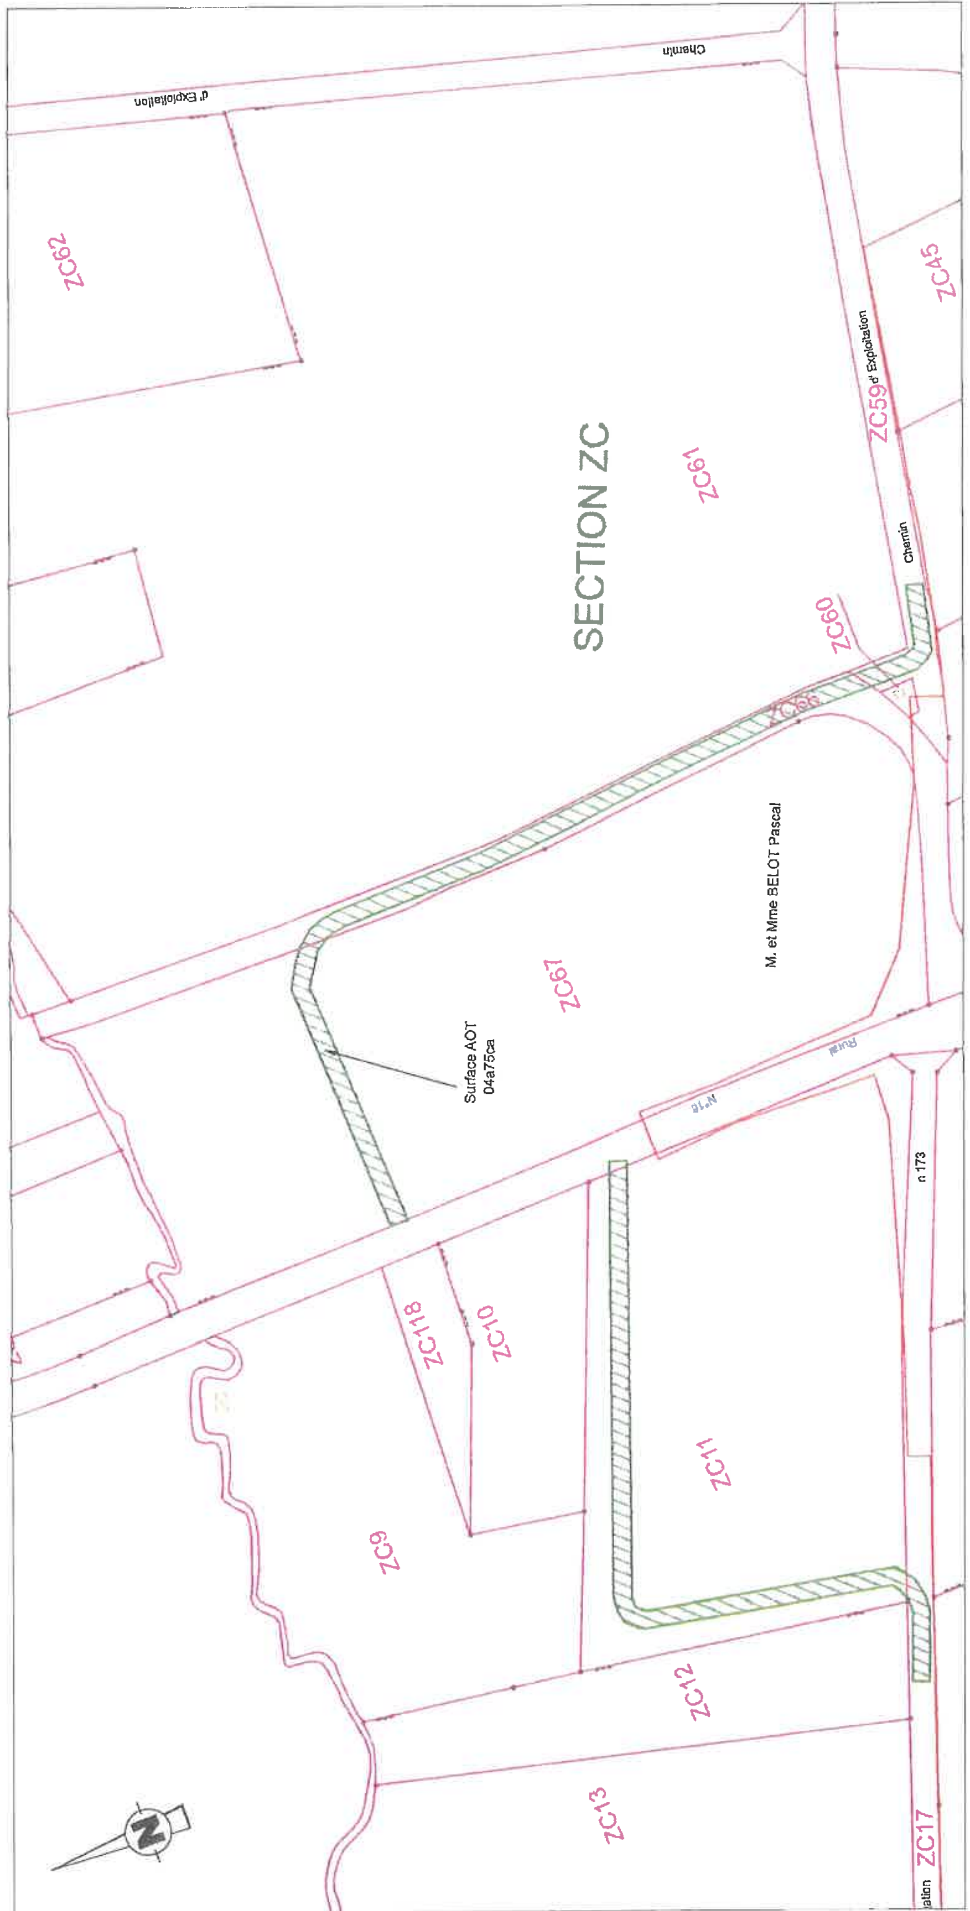 Chemin
d' Exploitation
ZC62
ZC45
d' Exploitation
ZC59
Chemin
ZC61
SECTION ZC
ZC60
ZC66
M. et Mme BELOT Pascal
ZC67
Surface AOT
04a75ca
Rural
N°16
n 173
ZC118
ZC10
ZC11
ZC9
ZC12
ZC13
ZC17
ation
N